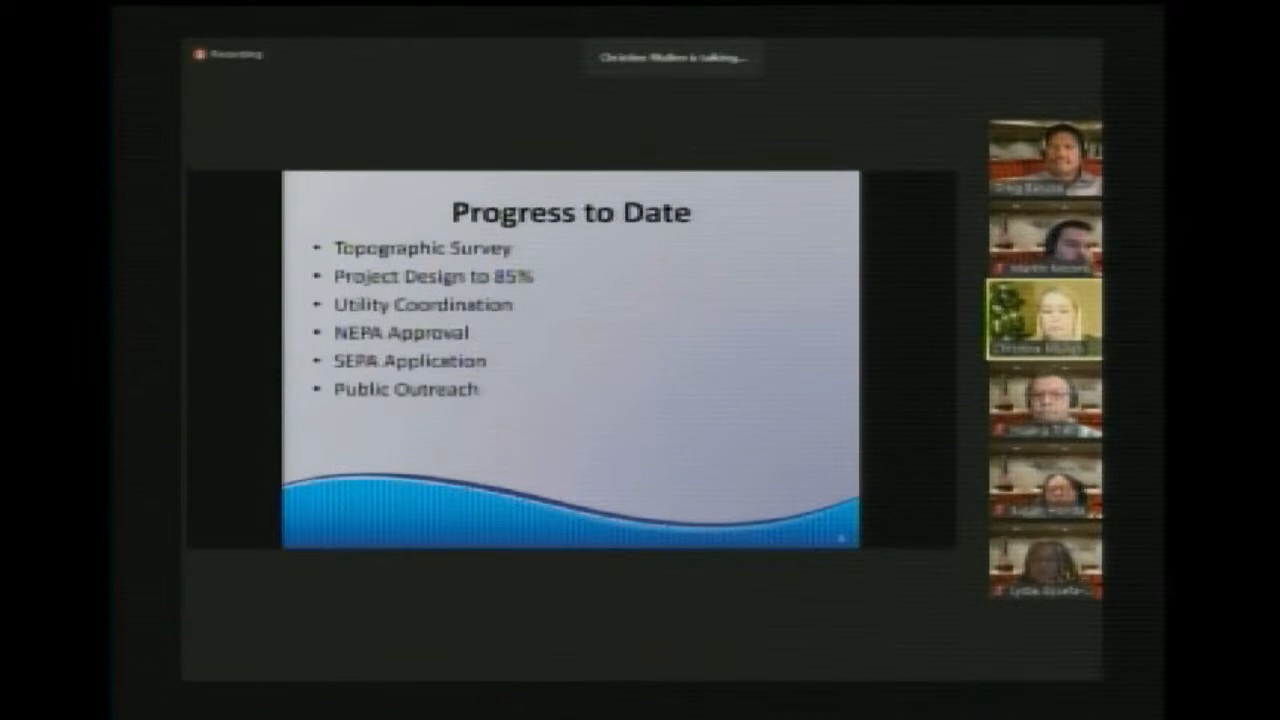 Recording
Christine Mullen is talking...
Progress to Date
• Topographic Survey
• Project Design to 85%
• Utility Coordination
• NEPA Approval
• SEPA Application
• Public Outreach